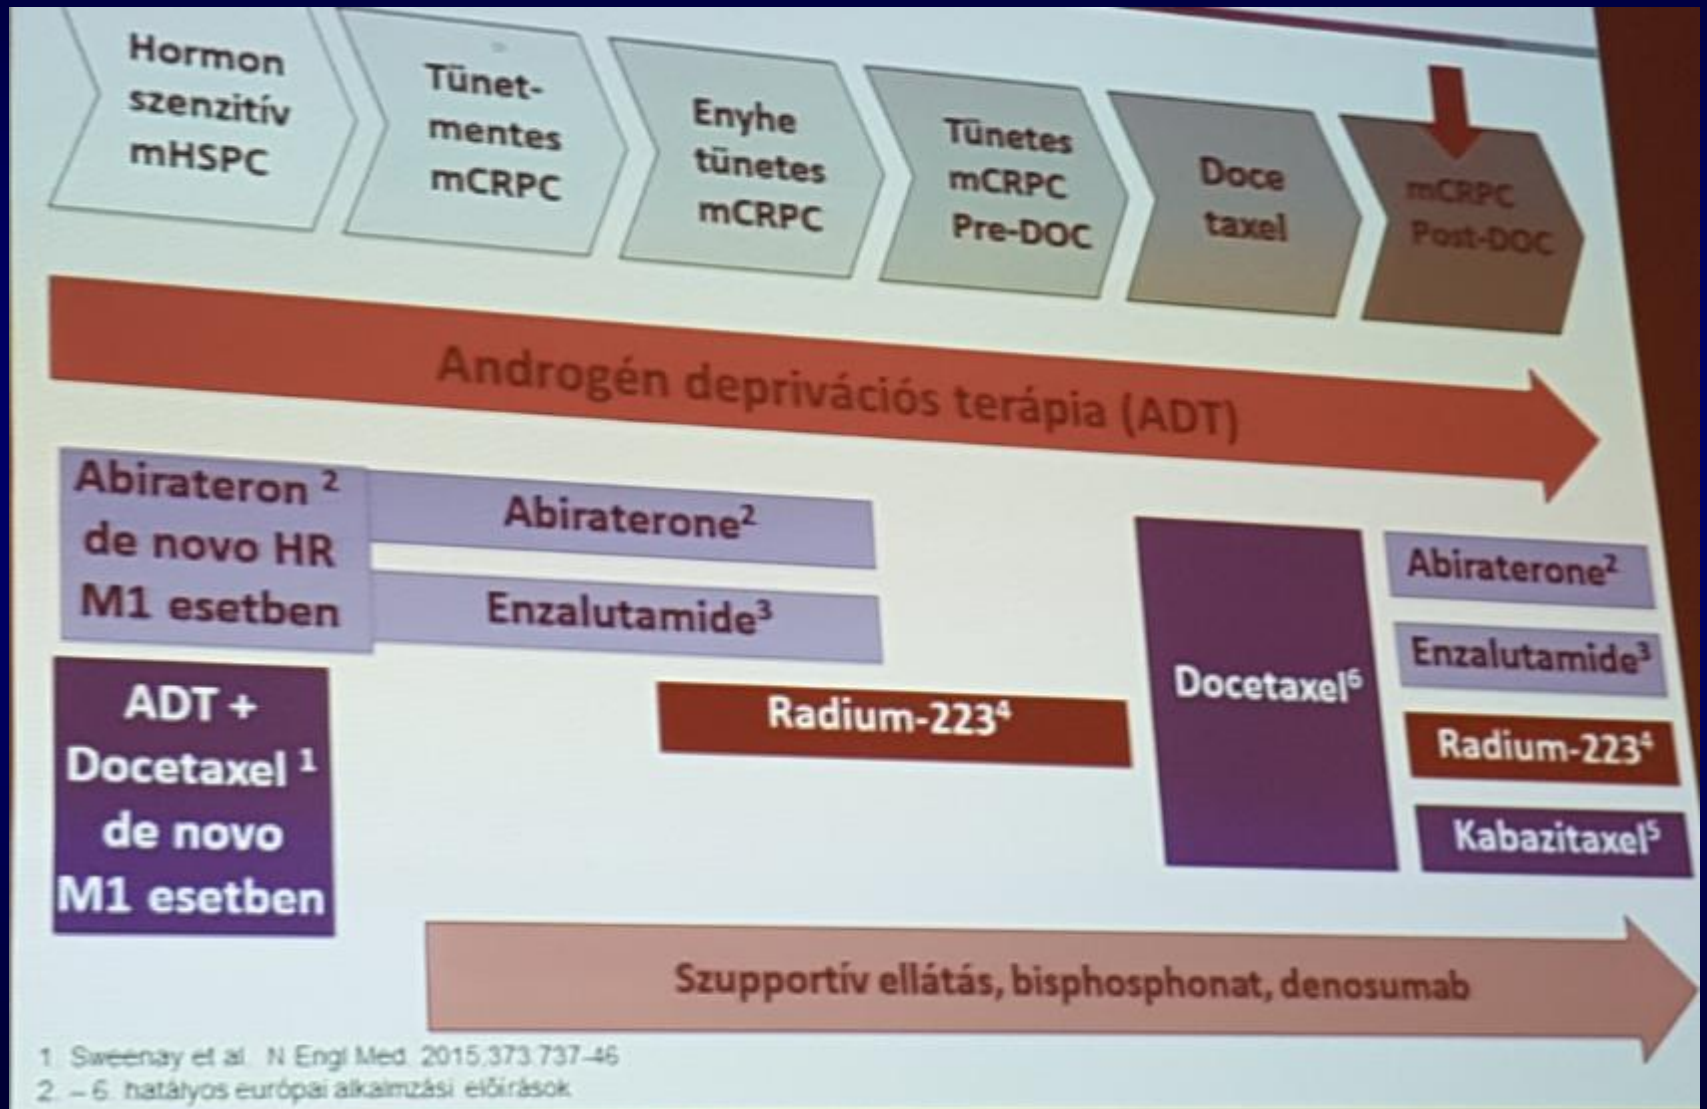 Hormon
szenzitív
mHSPC
Tünet-
mentes
mCRPC
Enyhe
tünetes
mCRPC
Tünetes
mCRPC
Pre-DOC
Doce
taxel
mCRPC
Post-DOC
Androgén deprivációs terápia (ADT)
Abirateron ²
de novo HR
M1 esetben
Abiraterone²
Enzalutamide³
ADT +
Docetaxel ¹
de novo
M1 esetben
Radium-223⁴
Docetaxel⁶
Abiraterone²
Enzalutamide³
Radium-223⁴
Kabazitaxel⁵
Szupportív ellátás, bisphosphonat, denosumab
1. Sweenay et al. N Engl Med. 2015;373:737-46
2. – 6. hatályos európai alkalmzási előírások